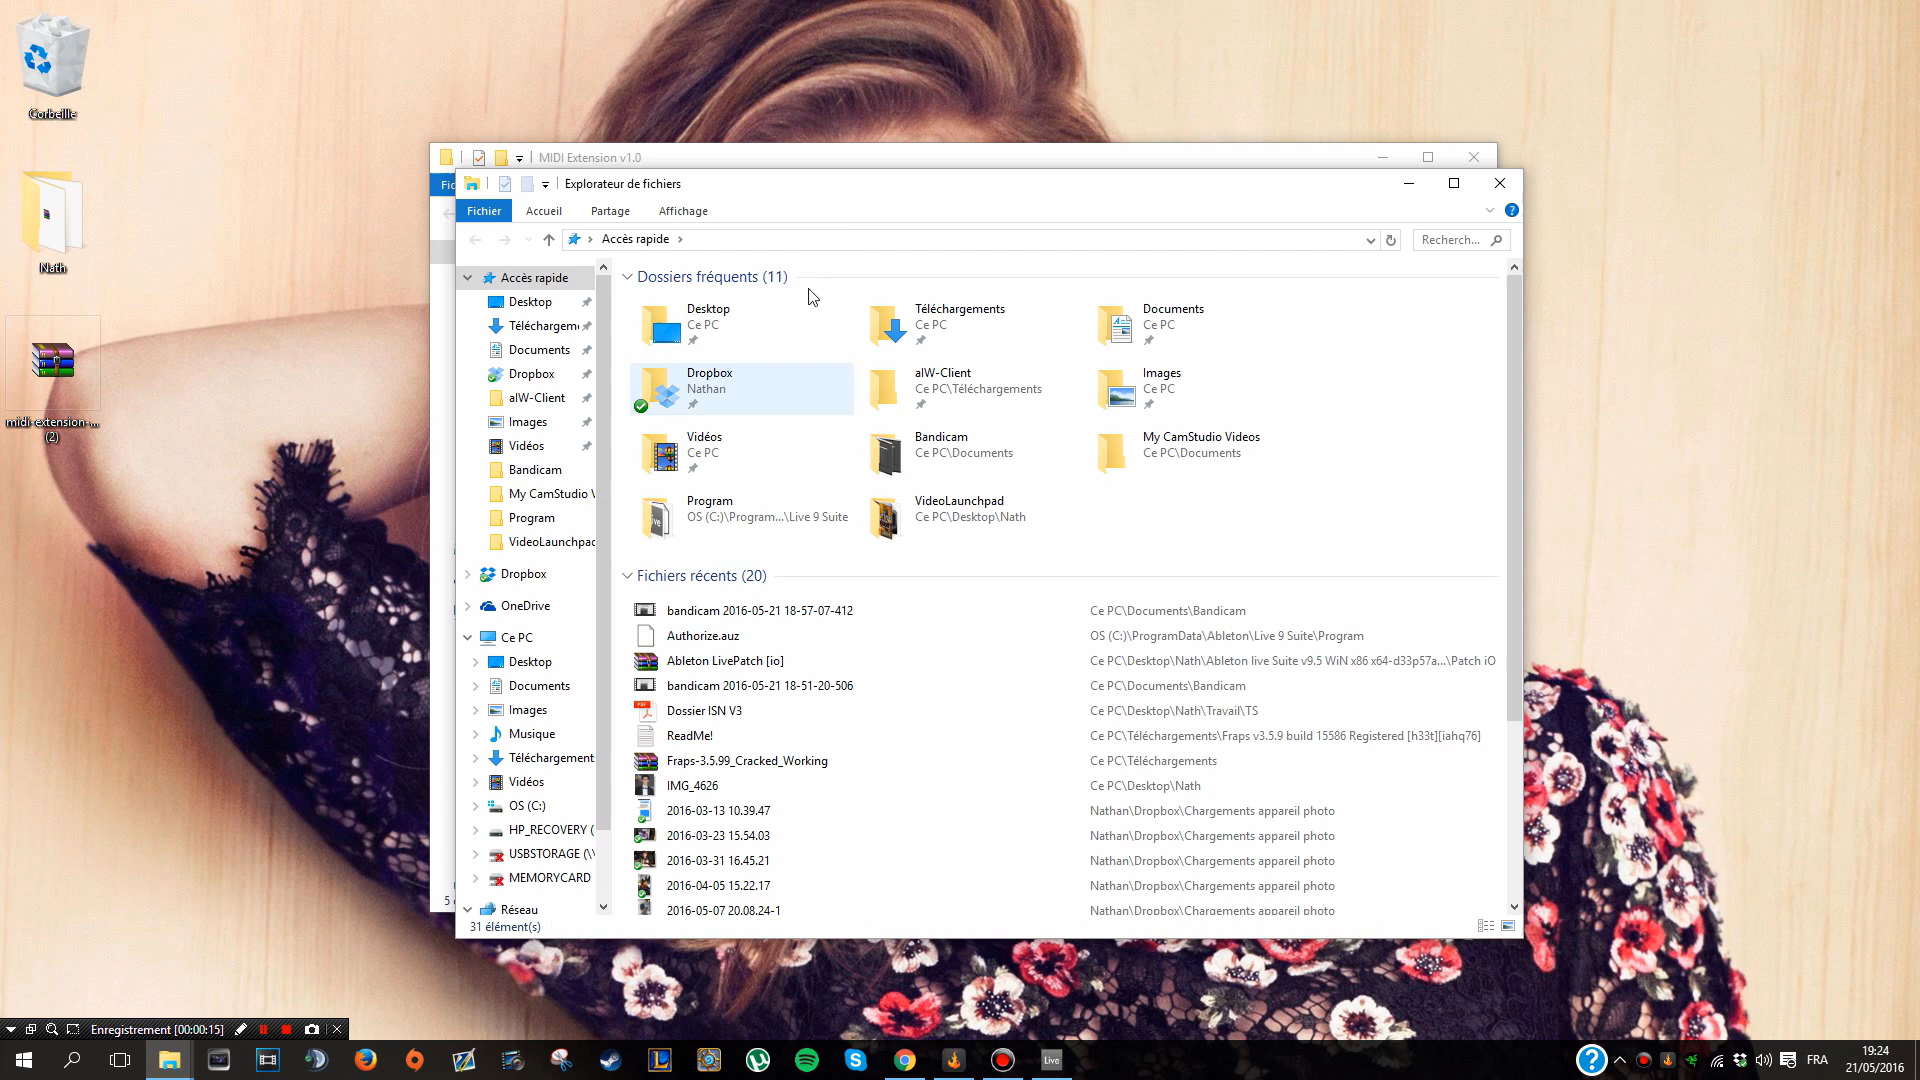 Corbeille
Nath
midi-extension-...
(2)
MIDI Extension v1.0
Fic
Explorateur de fichiers
Fichier
Accueil
Partage
Affichage
Accès rapide
Recherch...
Accès rapide
Desktop
Téléchargem
Documents
Dropbox
aIW-Client
Images
Vidéos
Bandicam
My CamStudio V
Program
VideoLaunchpad
Dropbox
OneDrive
Ce PC
Desktop
Documents
Images
Musique
Téléchargement
Vidéos
OS (C:)
HP_RECOVERY (
USBSTORAGE (\\
MEMORYCARD
Réseau
Dossiers fréquents (11)
Desktop
Ce PC
Téléchargements
Ce PC
Documents
Ce PC
Dropbox
Nathan
aIW-Client
Ce PC\Téléchargements
Images
Ce PC
Vidéos
Ce PC
Bandicam
Ce PC\Documents
My CamStudio Videos
Ce PC\Documents
Program
OS (C:)\Program...\Live 9 Suite
VideoLaunchpad
Ce PC\Desktop\Nath
Fichiers récents (20)
bandicam 2016-05-21 18-57-07-412 Ce PC\Documents\Bandicam
Authorize.auz OS (C:)\ProgramData\Ableton\Live 9 Suite\Program
Ableton LivePatch [io] Ce PC\Desktop\Nath\Ableton live Suite v9.5 WiN x86 x64-d33p57a...\Patch iO
bandicam 2016-05-21 18-51-20-506 Ce PC\Documents\Bandicam
Dossier ISN V3 Ce PC\Desktop\Nath\Travail\TS
ReadMe! Ce PC\Téléchargements\Fraps v3.5.9 build 15586 Registered [h33t][iahq76]
Fraps-3.5.99_Cracked_Working Ce PC\Téléchargements
IMG_4626 Ce PC\Desktop\Nath
2016-03-13 10.39.47 Nathan\Dropbox\Chargements appareil photo
2016-03-23 15.54.03 Nathan\Dropbox\Chargements appareil photo
2016-03-31 16.45.21 Nathan\Dropbox\Chargements appareil photo
2016-04-05 15.22.17 Nathan\Dropbox\Chargements appareil photo
2016-05-07 20.08.24-1 Nathan\Dropbox\Chargements appareil photo
31 élément(s)
5
Enregistrement [00:00:15]
Live
FRA
19:24
21/05/2016